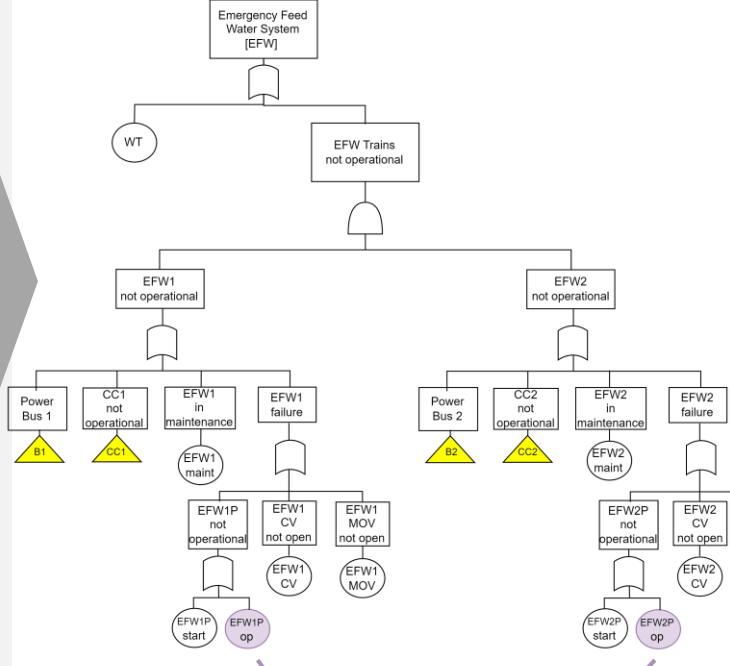 Emergency Feed
Water System
[EFW]
WT
EFW Trains
not operational
EFW1
not operational
EFW2
not operational
Power
Bus 1
CC1
not
operational
EFW1
in
maintenance
EFW1
failure
Power
Bus 2
CC2
not
operational
EFW2
in
maintenance
EFW2
failure
B1
CC1
EFW1
maint
B2
CC2
EFW2
maint
EFW1P
not
operational
EFW1
CV
not open
EFW1
MOV
not open
EFW2P
not
operational
EFW2
CV
not open
EFW1
CV
EFW1
MOV
EFW2
CV
EFW1P
start
EFW1P
op
EFW2P
start
EFW2P
op